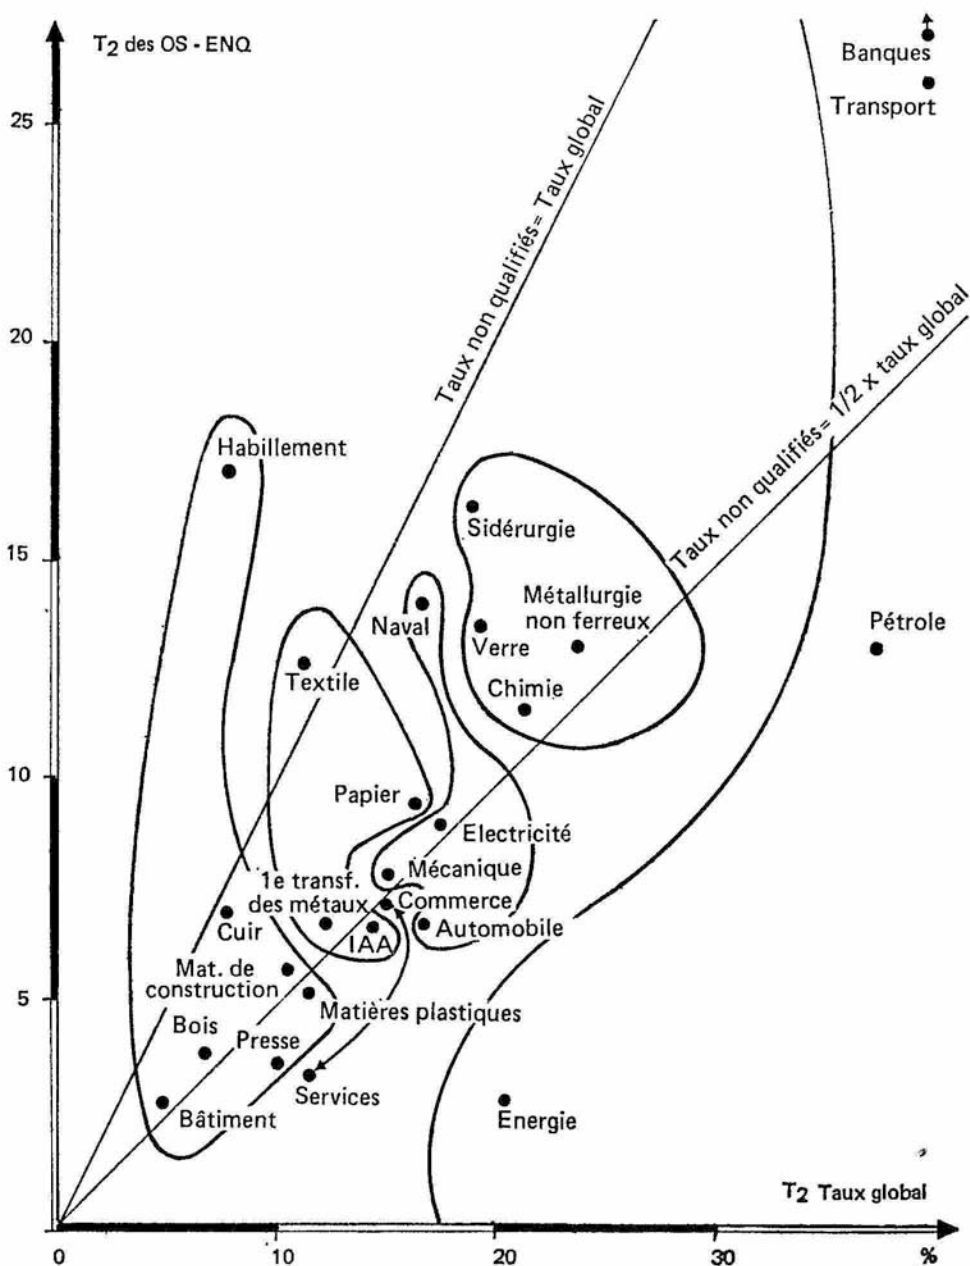 T2 des OS - ENQ
Banques
Transport
25
Taux non qualifiés = Taux global
20
Taux non qualifiés = 1/2 x taux global
Habillement
Sidérurgie
15
Métallurgie
non ferreux
Naval
Verre
Pétrole
Textile
Chimie
10
Papier
Electricité
Mécanique
1e transf.
des métaux
Commerce
Cuir
IAA
Automobile
Mat. de
construction
5
Matières plastiques
Bois
Presse
Services
Bâtiment
Energie
T2 Taux global
0
10
20
30
%